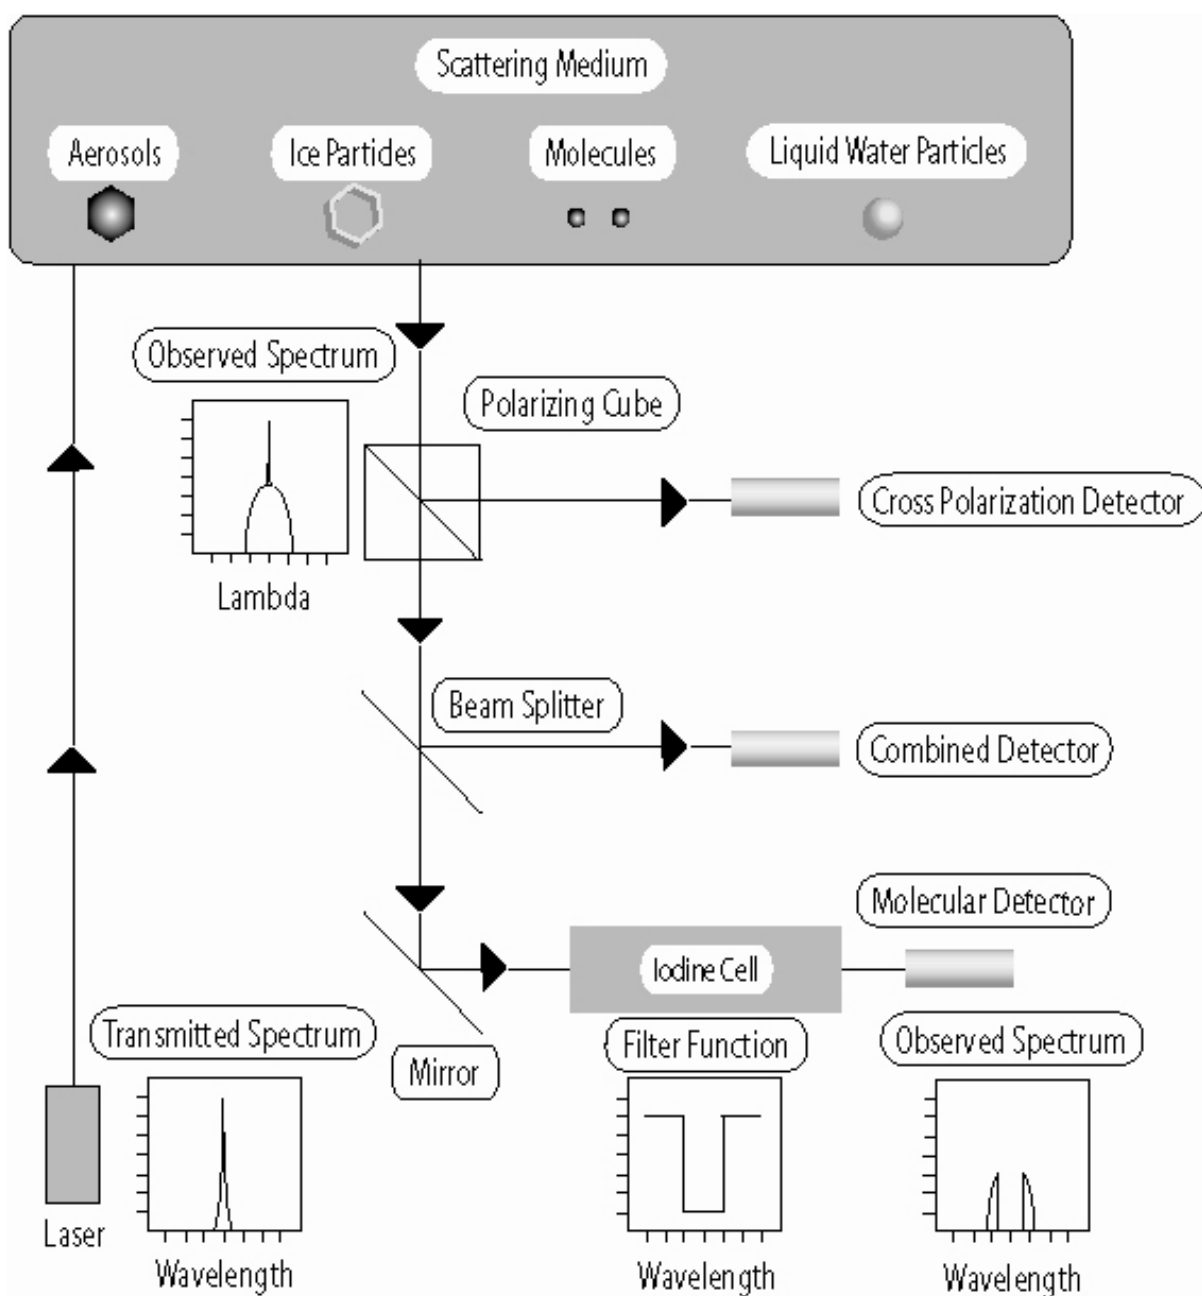 Scattering Medium
Aerosols
Ice Particles
Molecules
Liquid Water Particles
Observed Spectrum
Polarizing Cube
Cross Polarization Detector
Lambda
Beam Splitter
Combined Detector
Molecular Detector
Iodine Cell
Transmitted Spectrum
Mirror
Filter Function
Observed Spectrum
Laser
Wavelength
Wavelength
Wavelength